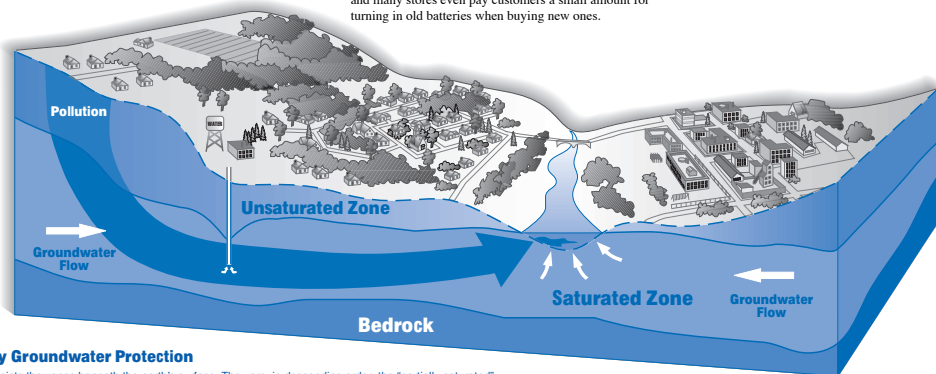 and many stores even pay customers a small amount for
turning in old batteries when buying new ones.
Pollution
WATER
Unsaturated Zone
Groundwater
Flow
Saturated Zone
Groundwater
Flow
Bedrock
y Groundwater Protection